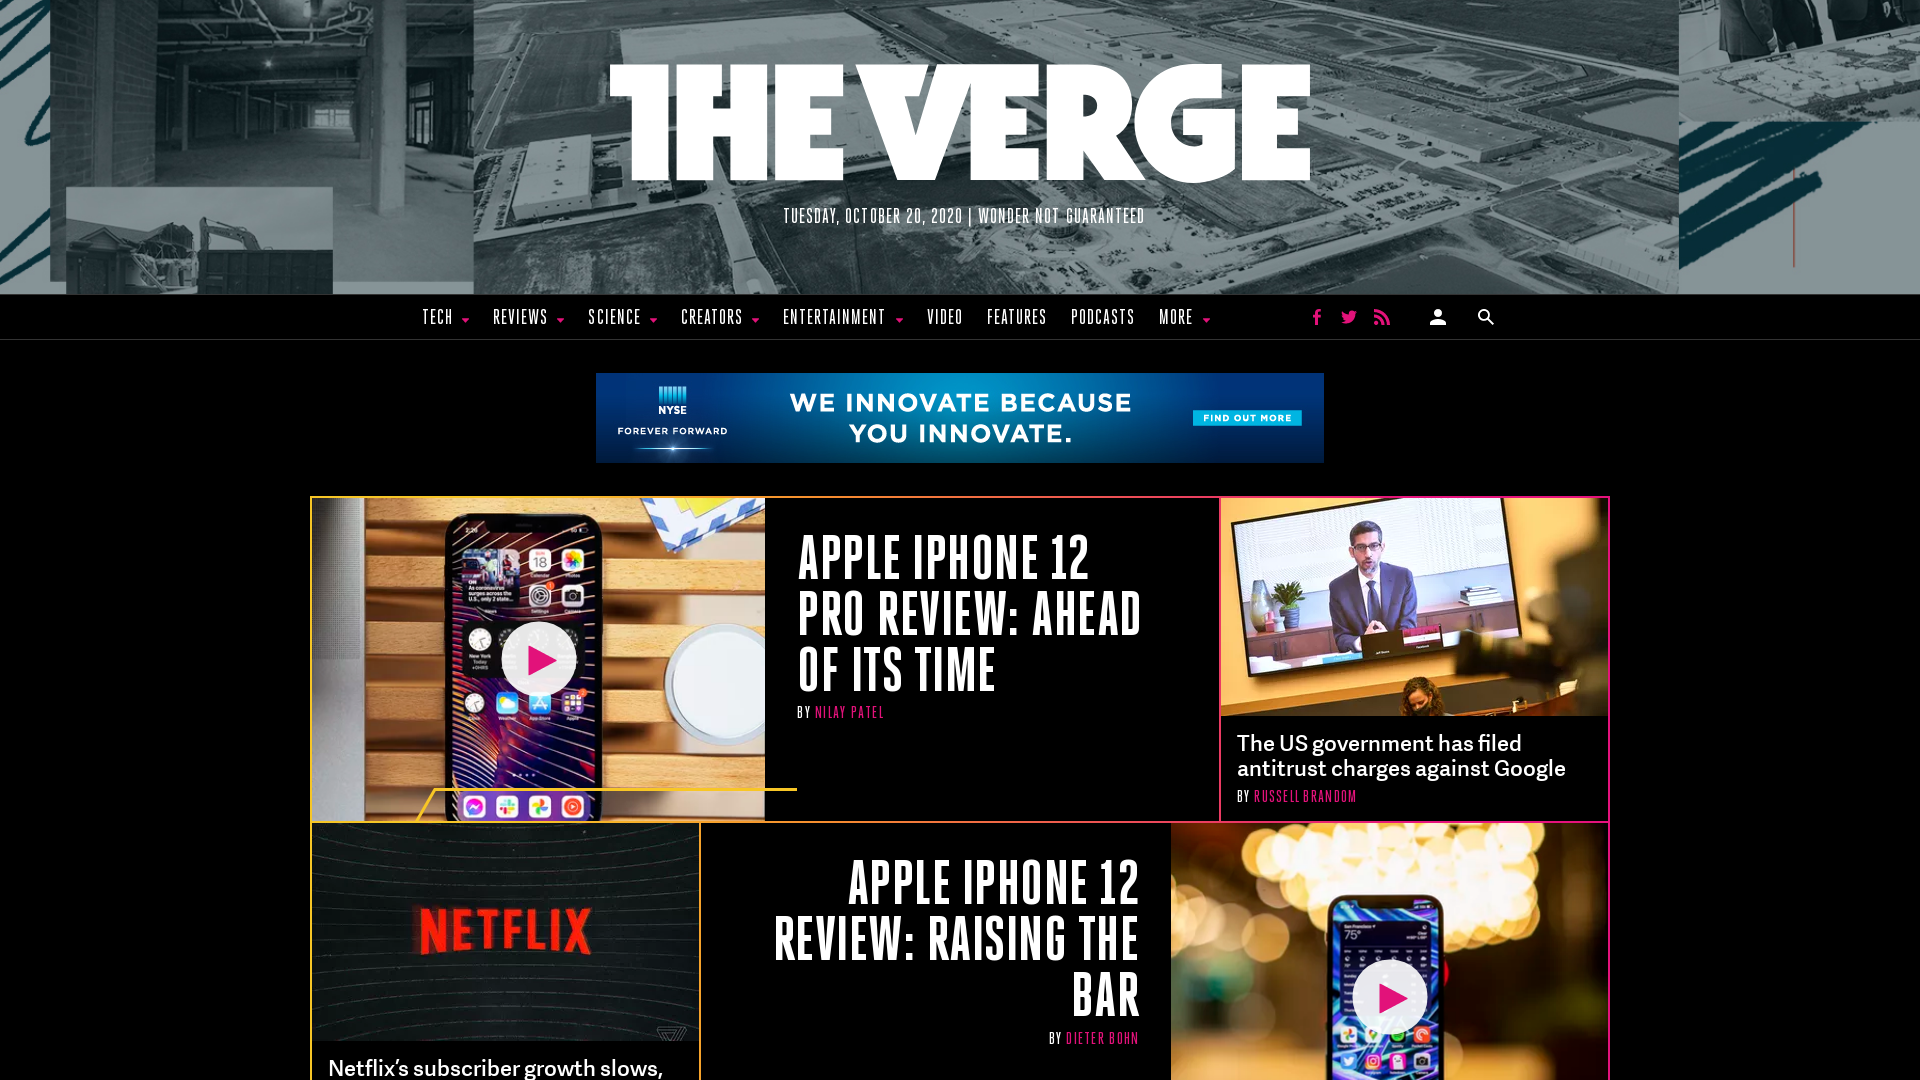 THE VERGE
TUESDAY, OCTOBER 20, 2020 | WONDER NOT GUARANTEED
TECH REVIEWS SCIENCE CREATORS ENTERTAINMENT VIDEO FEATURES PODCASTS MORE
NYSE
FOREVER FORWARD
WE INNOVATE BECAUSE
YOU INNOVATE.
FIND OUT MORE
APPLE IPHONE 12
PRO REVIEW: AHEAD
OF ITS TIME
BY NILAY PATEL
The US government has filed
antitrust charges against Google
BY RUSSELL BRANDOM
NETFLIX
Netflix’s subscriber growth slows,
APPLE IPHONE 12
REVIEW: RAISING THE
BAR
BY DIETER BOHN
18
75°